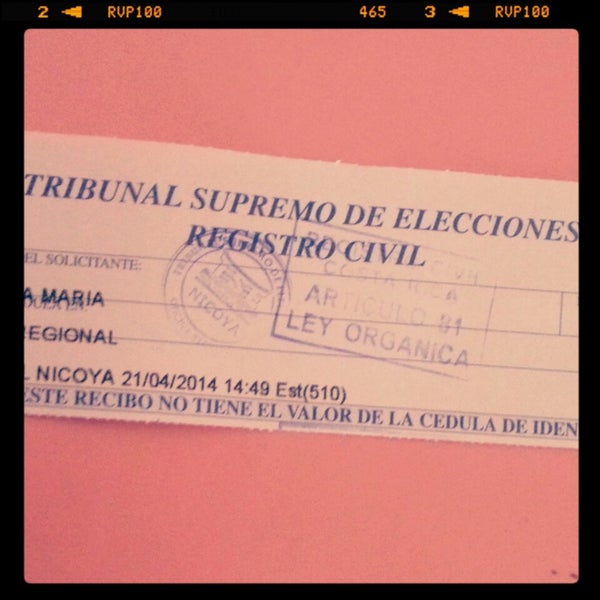 2 RVP100 465 3 RVP100
TRIBUNAL SUPREMO DE ELECCIONES
REGISTRO CIVIL
EL SOLICITANTE:
A MARIA
EGIONAL
COSTA RICA
ARTICULO 81
LEY ORGANICA
NICOYA
L NICOYA 21/04/2014 14:49 Est(510)
ESTE RECIBO NO TIENE EL VALOR DE LA CEDULA DE IDEN